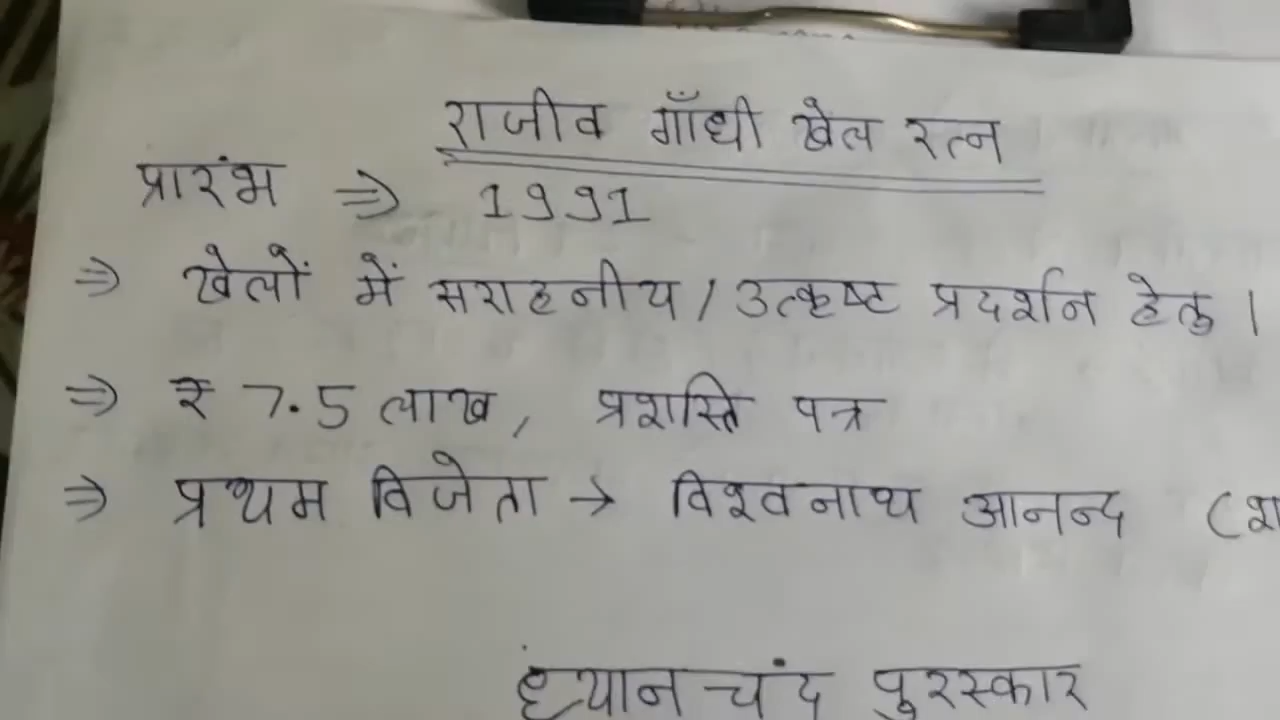 राजीव गाँधी खेल रत्न
प्रारंभ ⇒ 1991
⇒ खेलों में सराहनीय / उत्कृष्ट प्रदर्शन हेतु ।
⇒ ₹ 7.5 लाख, प्रशस्ति पत्र
⇒ प्रथम विजेता → विश्वनाथ आनन्द (श
ध्यानचंद पुरस्कार